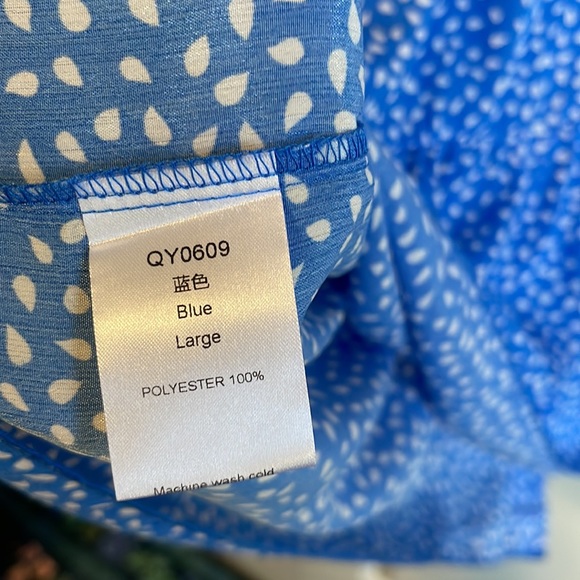 QY0609
蓝色
Blue
Large
POLYESTER 100%
Machine wash cold